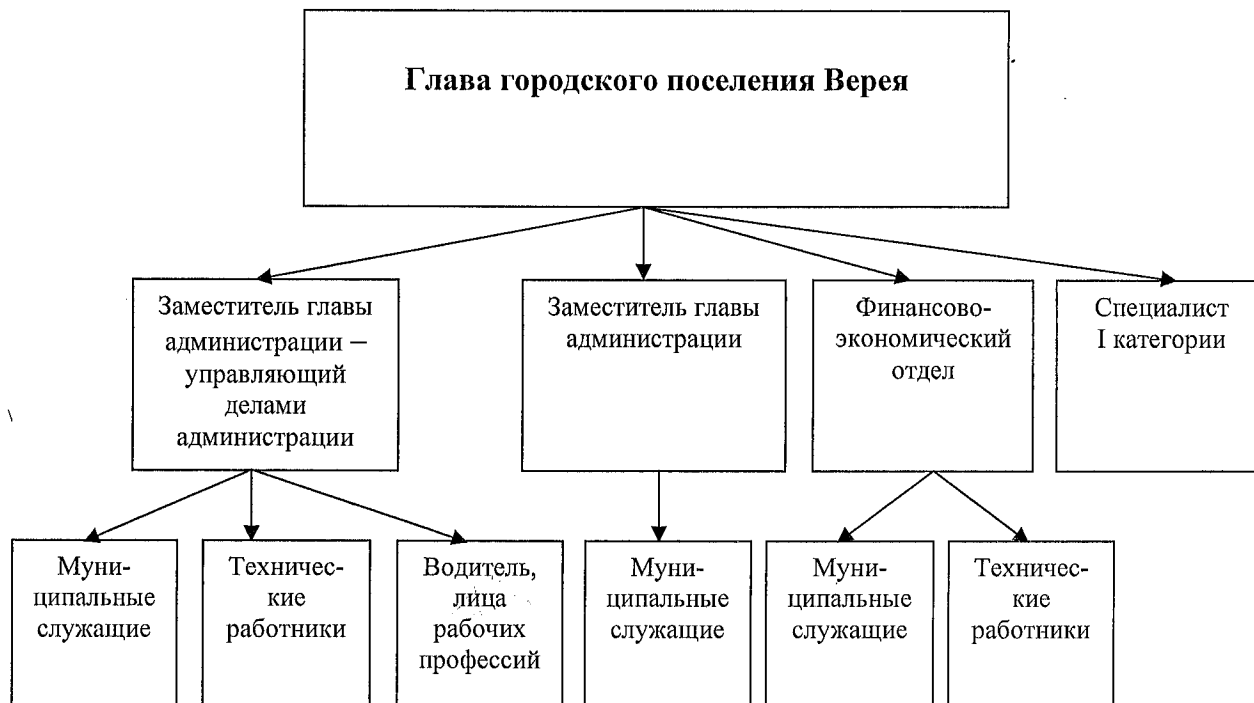 Глава городского поселения Верея
Заместитель главы
администрации –
управляющий
делами
администрации
Заместитель главы
администрации
Финансово-
экономический
отдел
Специалист
I категории
Муни-
ципальные
служащие
Техничес-
кие
работники
Водитель,
лица
рабочих
профессий
Муни-
ципальные
служащие
Муни-
ципальные
служащие
Техничес-
кие
работники